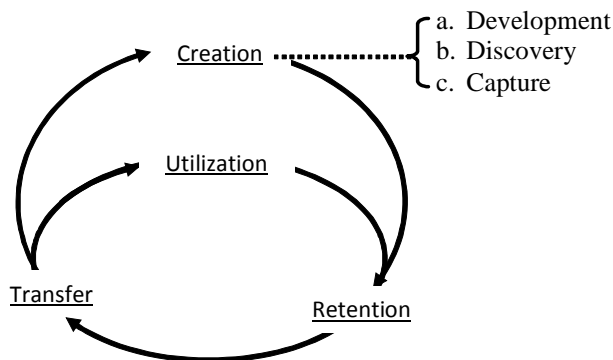 a. Development
Creation
b. Discovery
c. Capture
Utilization
Transfer
Retention